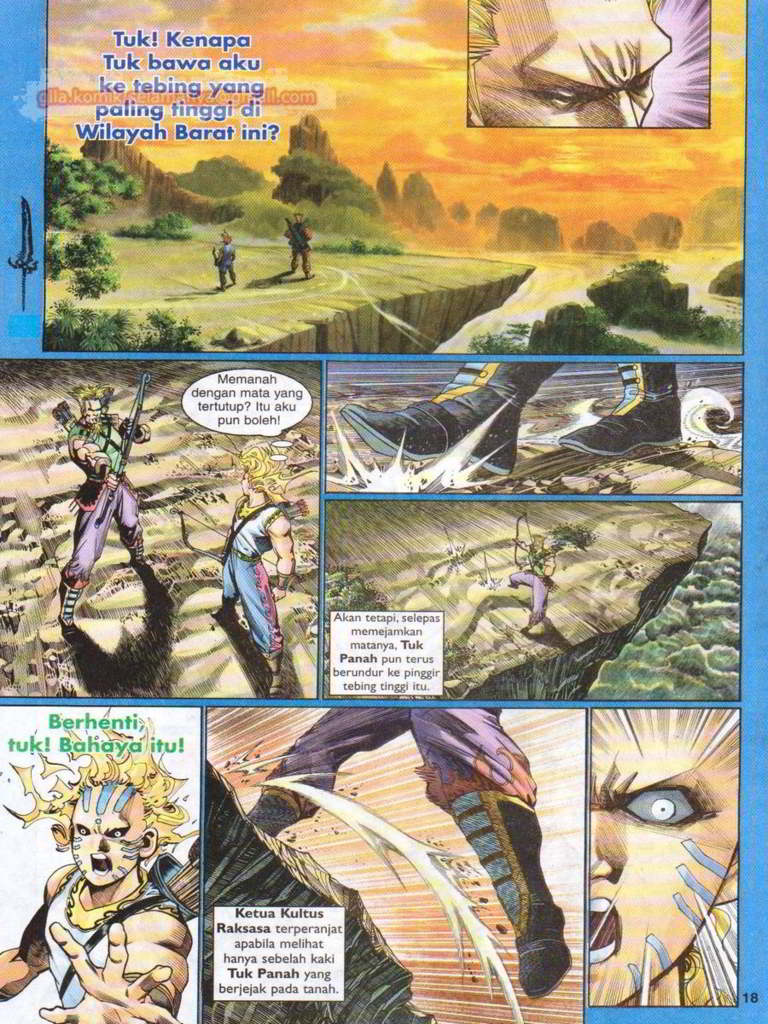 Tuk! Kenapa
Tuk bawa aku
ke tebing yang
paling tinggi di
Wilayah Barat ini?
Memanah
dengan mata yang
tertutup? Itu aku
pun boleh!
Akan tetapi, selepas
memejamkan
matanya, Tuk
Panah pun terus
berundur ke pinggir
tebing tinggi itu.
Berhenti,
tuk! Bahaya itu!
Ketua Kultus
Raksasa terperanjat
apabila melihat
hanya sebelah kaki
Tuk Panah yang
berjejak pada tanah.
18